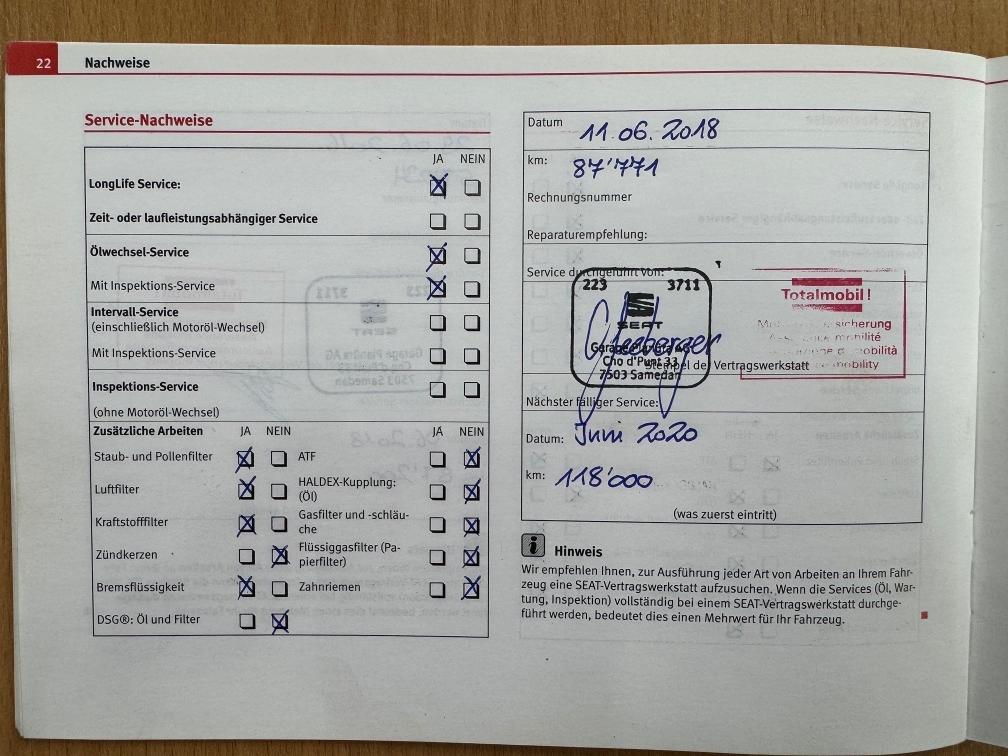 22 Nachweise
Service-Nachweise
JA NEIN
LongLife Service:
Zeit- oder laufleistungsabhängiger Service
Ölwechsel-Service
Mit Inspektions-Service
Intervall-Service
(einschließlich Motoröl-Wechsel)
Mit Inspektions-Service
Inspektions-Service
(ohne Motoröl-Wechsel)
Zusätzliche Arbeiten JA NEIN JA NEIN
Staub- und Pollenfilter ATF
Luftfilter HALDEX-Kupplung:
(Öl)
Kraftstofffilter Gasfilter und -schläu-
che
Zündkerzen Flüssiggasfilter (Pa-
pierfilter)
Bremsflüssigkeit Zahnriemen
DSG®: Öl und Filter
Datum 11.06.2018
km: 87'771
Rechnungsnummer
Reparaturempfehlung:
Service durchgeführt von:
223 3711
SEAT
Garage Planüra AG
Cho d'Punt 33
7503 Samedan
Totalmobil!
sicherung
mobilité
mobilità
mobility
Stempel der Vertragswerkstatt
Nächster fälliger Service:
Datum: Juni 2020
km: 118'000
(was zuerst eintritt)
i Hinweis
Wir empfehlen Ihnen, zur Ausführung jeder Art von Arbeiten an Ihrem Fahr-
zeug eine SEAT-Vertragswerkstatt aufzusuchen. Wenn die Services (Öl, War-
tung, Inspektion) vollständig bei einem SEAT-Vertragswerkstatt durchge-
führt werden, bedeutet dies einen Mehrwert für Ihr Fahrzeug.